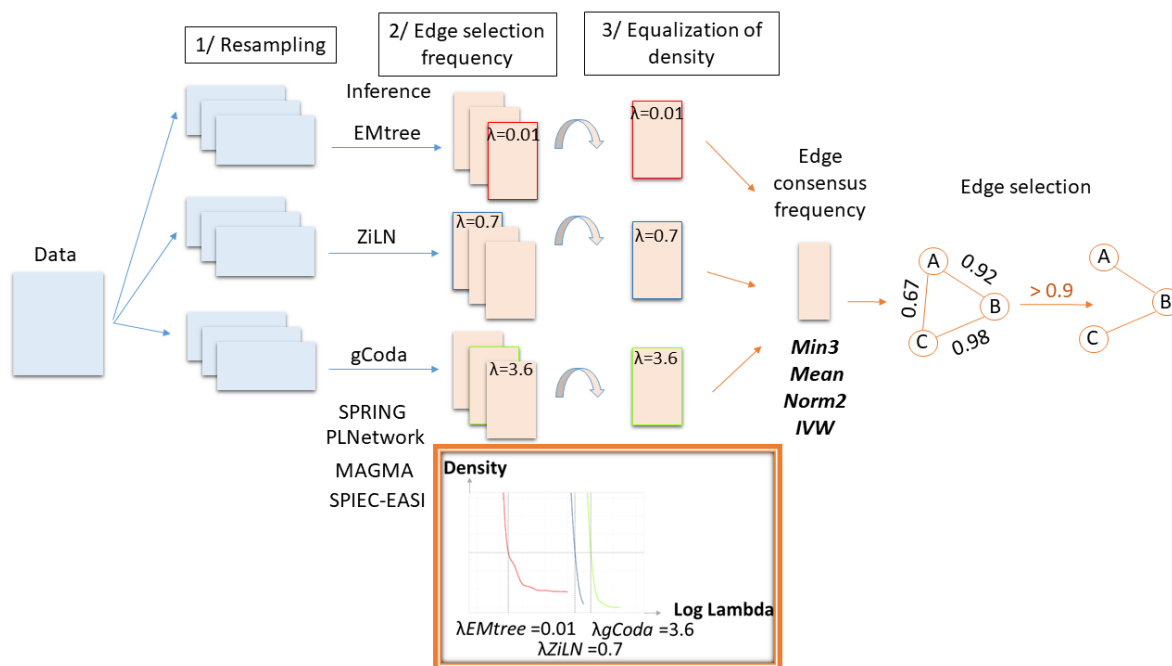 1/ Resampling
2/ Edge selection
frequency
3/ Equalization of
density
Inference
EMtree
λ=0.01
λ=0.01
Edge
consensus
frequency
Edge selection
Data
ZiLN
λ=0.7
λ=0.7
A
0.92
0.67
B
C
0.98
> 0.9
A
B
C
gCoda
λ=3.6
λ=3.6
Min3
Mean
Norm2
IVW
SPRING
PLNetwork
MAGMA
SPIEC-EASI
Density
Log Lambda
λEMtree =0.01 λgCoda =3.6
λZiLN =0.7